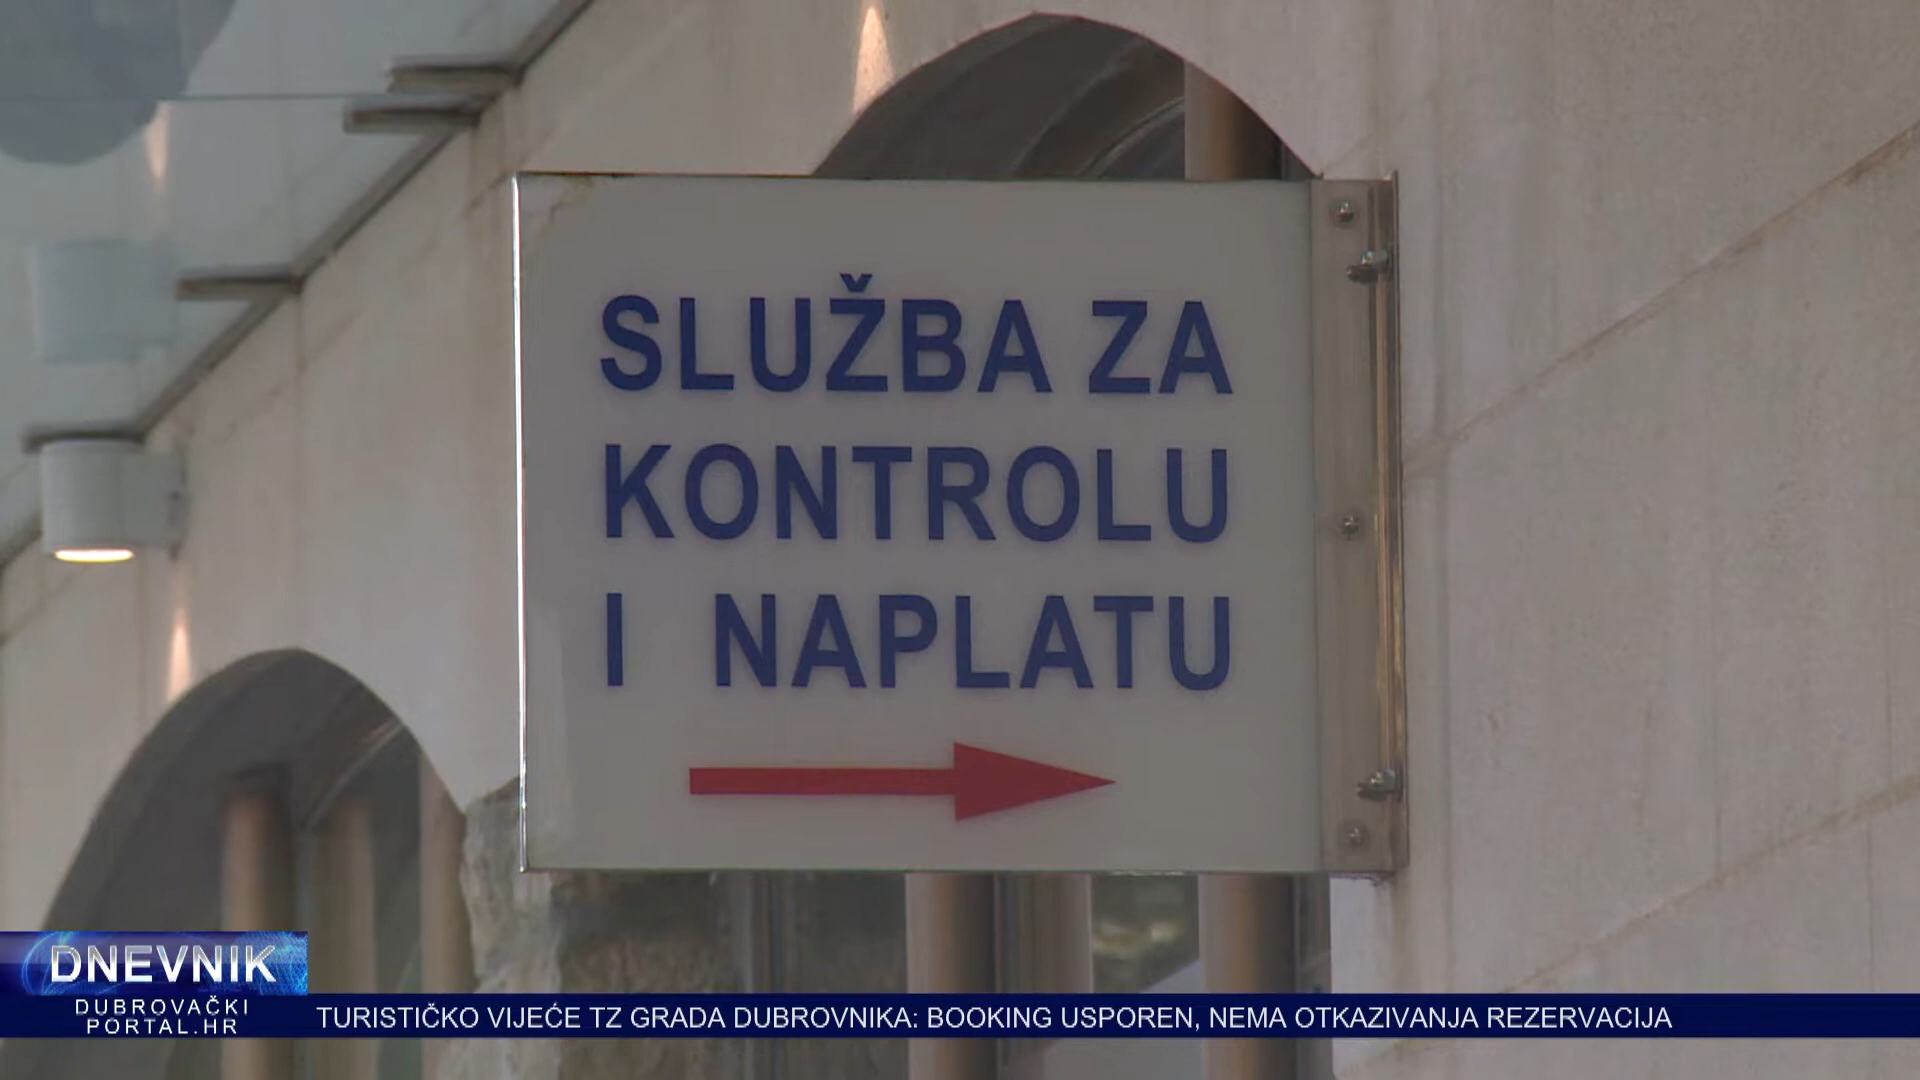 SLUŽBA ZA
KONTROLU
I NAPLATU
DNEVNIK
DUBROVAČKI
PORTAL.HR
TURISTIČKO VIJEĆE TZ GRADA DUBROVNIKA: BOOKING USPOREN, NEMA OTKAZIVANJA REZERVACIJA